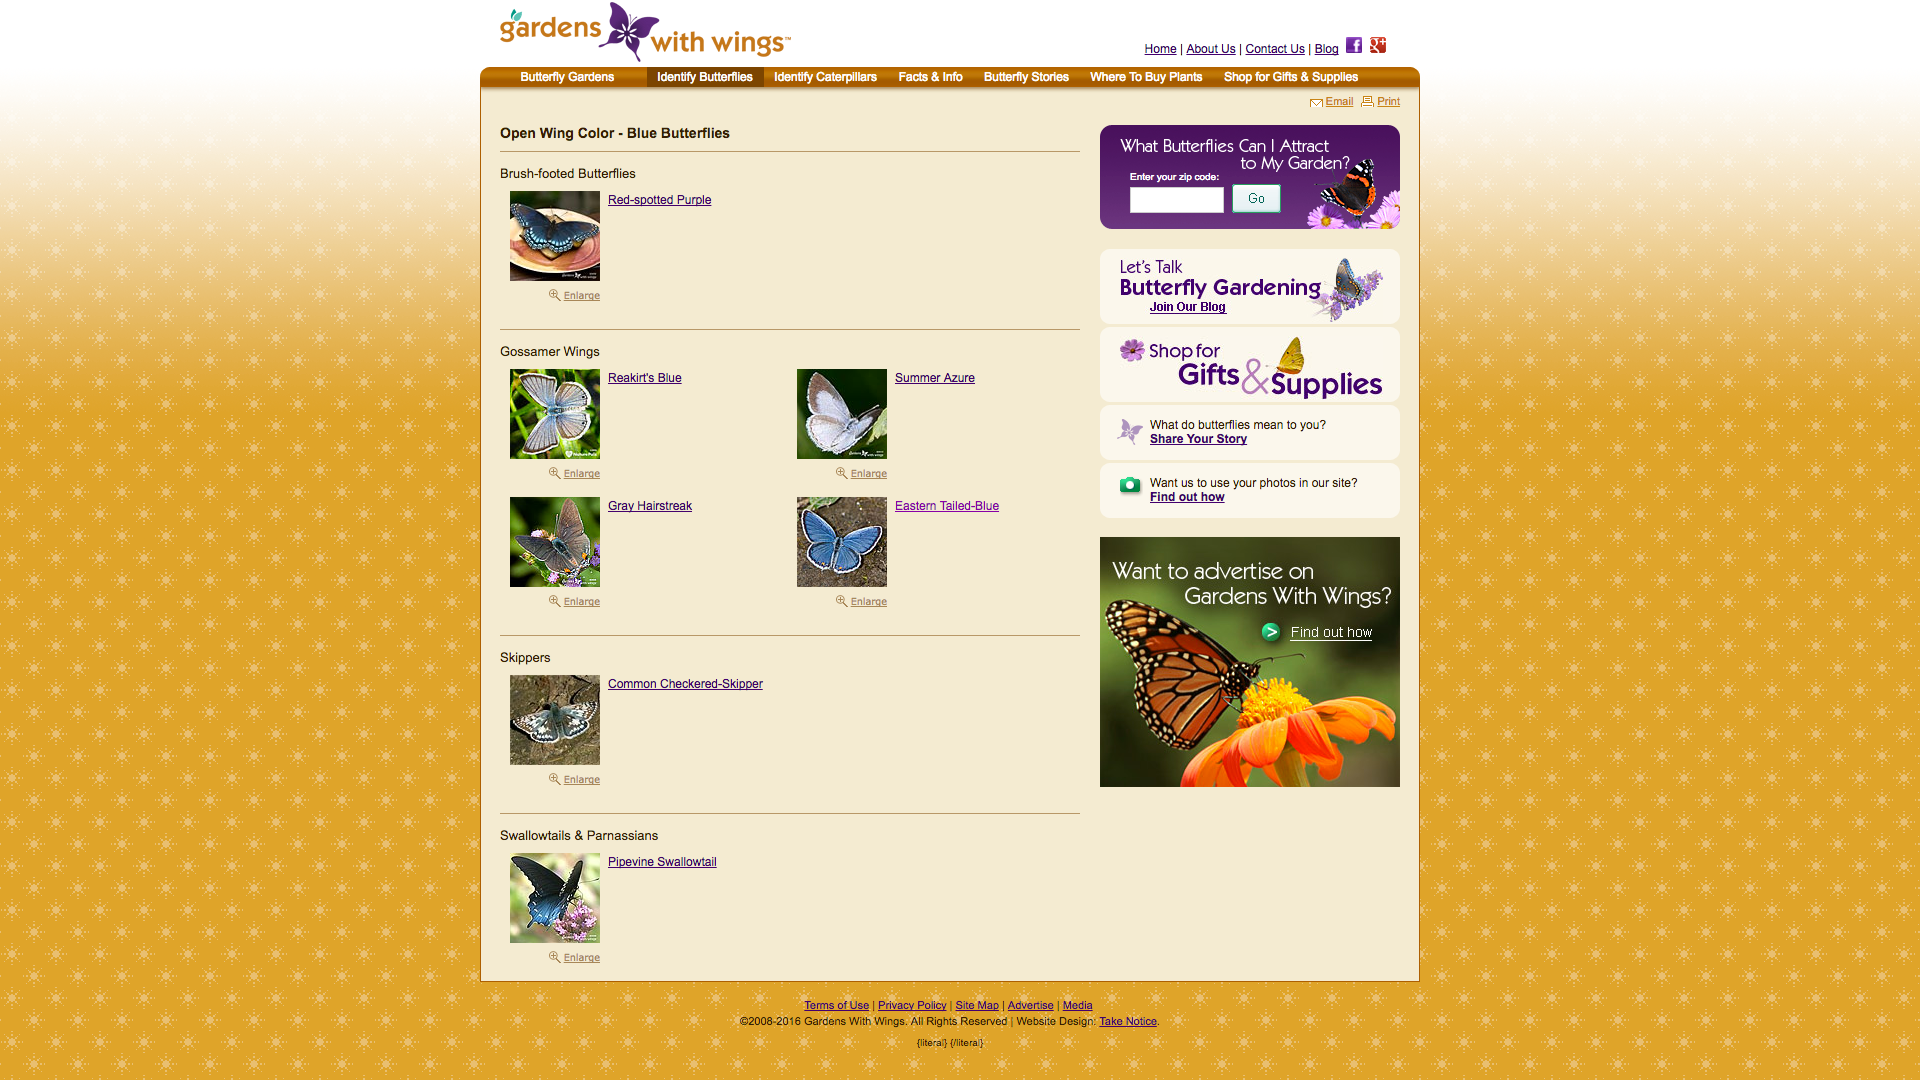 gardens with wings™
Home | About Us | Contact Us | Blog
Butterfly Gardens Identify Butterflies Identify Caterpillars Facts & Info Butterfly Stories Where To Buy Plants Shop for Gifts & Supplies
Email Print
Open Wing Color - Blue Butterflies
Brush-footed Butterflies
Red-spotted Purple
Enlarge
Gossamer Wings
Reakirt's Blue
Enlarge
Summer Azure
Enlarge
Gray Hairstreak
Enlarge
Eastern Tailed-Blue
Enlarge
Skippers
Common Checkered-Skipper
Enlarge
Swallowtails & Parnassians
Pipevine Swallowtail
Enlarge
What Butterflies Can I Attract
to My Garden?
Enter your zip code:
Go
Let's Talk
Butterfly Gardening
Join Our Blog
Shop for
Gifts & Supplies
What do butterflies mean to you?
Share Your Story
Want us to use your photos in our site?
Find out how
Want to advertise on
Gardens With Wings?
> Find out how
Terms of Use | Privacy Policy | Site Map | Advertise | Media
©2008-2016 Gardens With Wings. All Rights Reserved | Website Design: Take Notice.
{literal} {/literal}